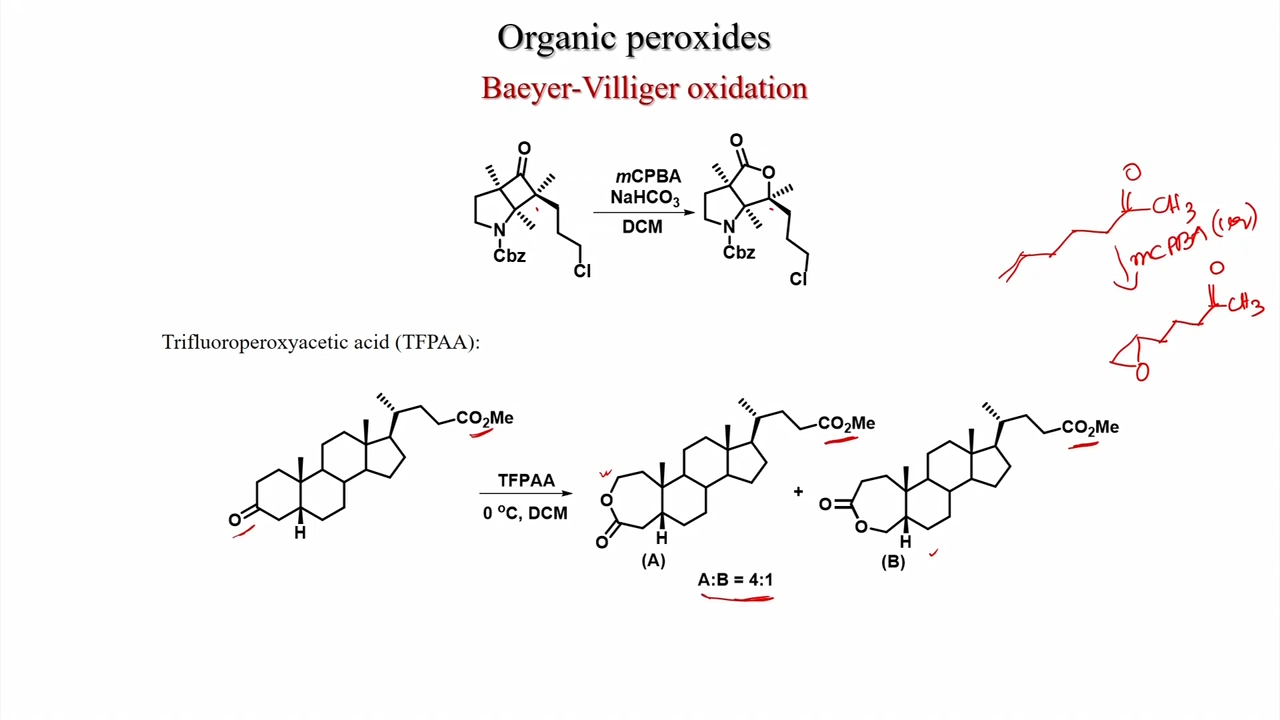 Organic peroxides
Baeyer-Villiger oxidation
O
N
Cbz
Cl
mCPBA
NaHCO3
DCM
O
O
N
Cbz
Cl
O
CH3
mCPBA
O
CH3
O
Trifluoroperoxyacetic acid (TFPAA):
CO2Me
O
H
TFPAA
0 °C, DCM
CO2Me
O
O
H
(A)
+
CO2Me
O
O
H
(B)
A:B = 4:1